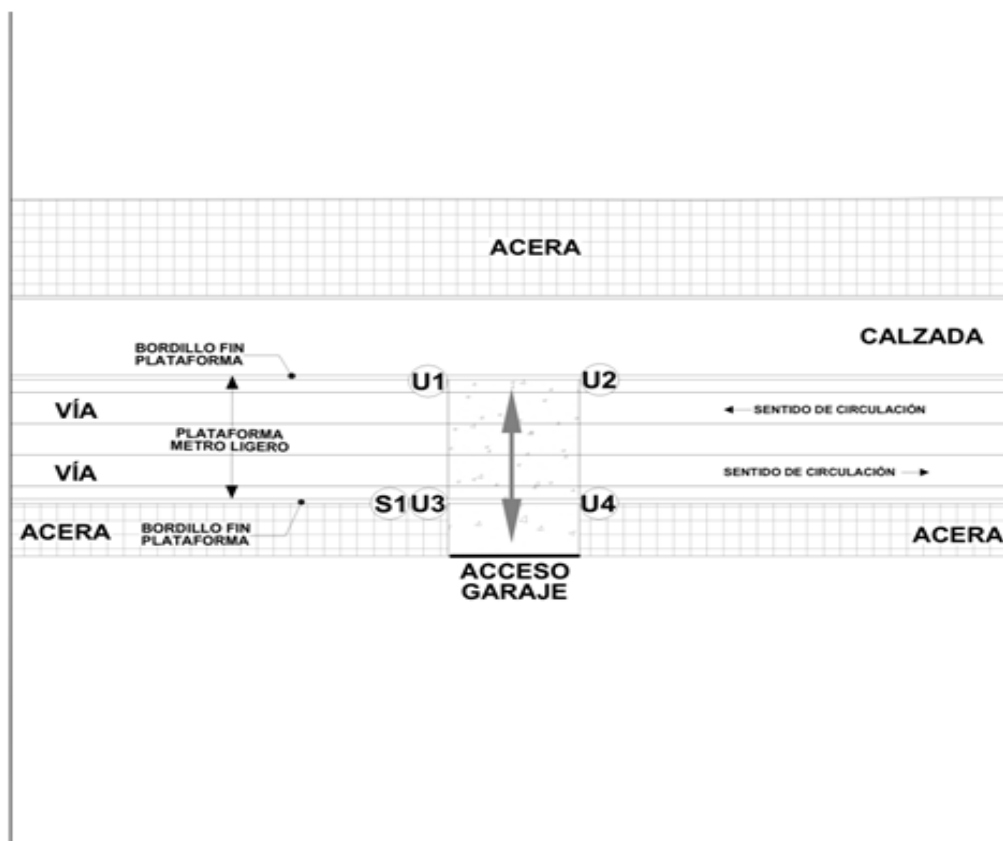 ACERA
CALZADA
BORDILLO FIN
PLATAFORMA
U1
U2
VÍA
SENTIDO DE CIRCULACIÓN
PLATAFORMA
METRO LIGERO
VÍA
SENTIDO DE CIRCULACIÓN
S1
U3
U4
ACERA
BORDILLO FIN
PLATAFORMA
ACERA
ACCESO
GARAJE